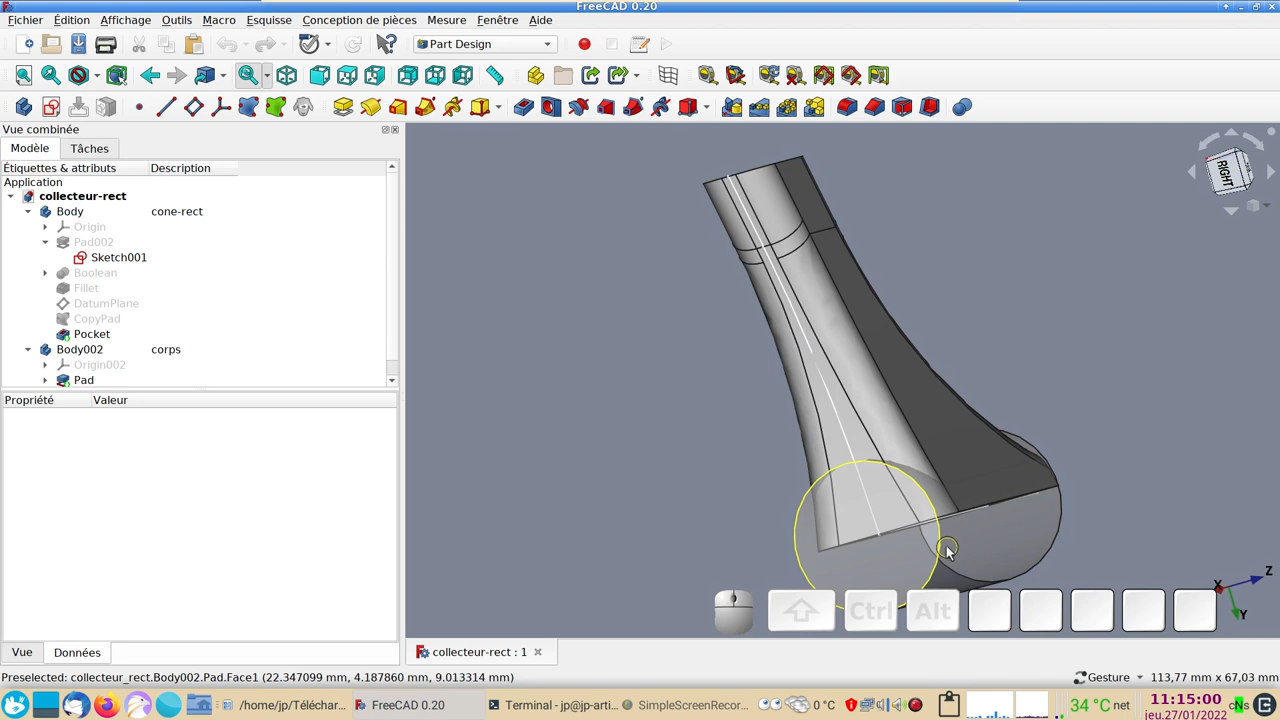 FreeCAD 0.20
Fichier Édition Affichage Outils Macro Esquisse Conception de pièces Mesure Fenêtre Aide
Part Design
Vue combinée
Modèle Tâches
Étiquettes & attributs Description
Application
collecteur-rect
Body cone-rect
Origin
Pad002
Sketch001
Boolean
Fillet
DatumPlane
CopyPad
Pocket
Body002 corps
Origin002
Pad
Propriété Valeur
RIGHT
Z
X
Y
Ctrl Alt
Vue Données
collecteur-rect : 1
Preselected: collecteur_rect.Body002.Pad.Face1 (22.347099 mm, 4.187860 mm, 9.013314 mm)
Gesture 113,77 mm x 67,03 mm
/home/jp/Téléchar... FreeCAD 0.20 Terminal - jp@jp-arti... SimpleScreenRecor... 0 °C 34 °C net 11:15:00
jeu.27/01/2022